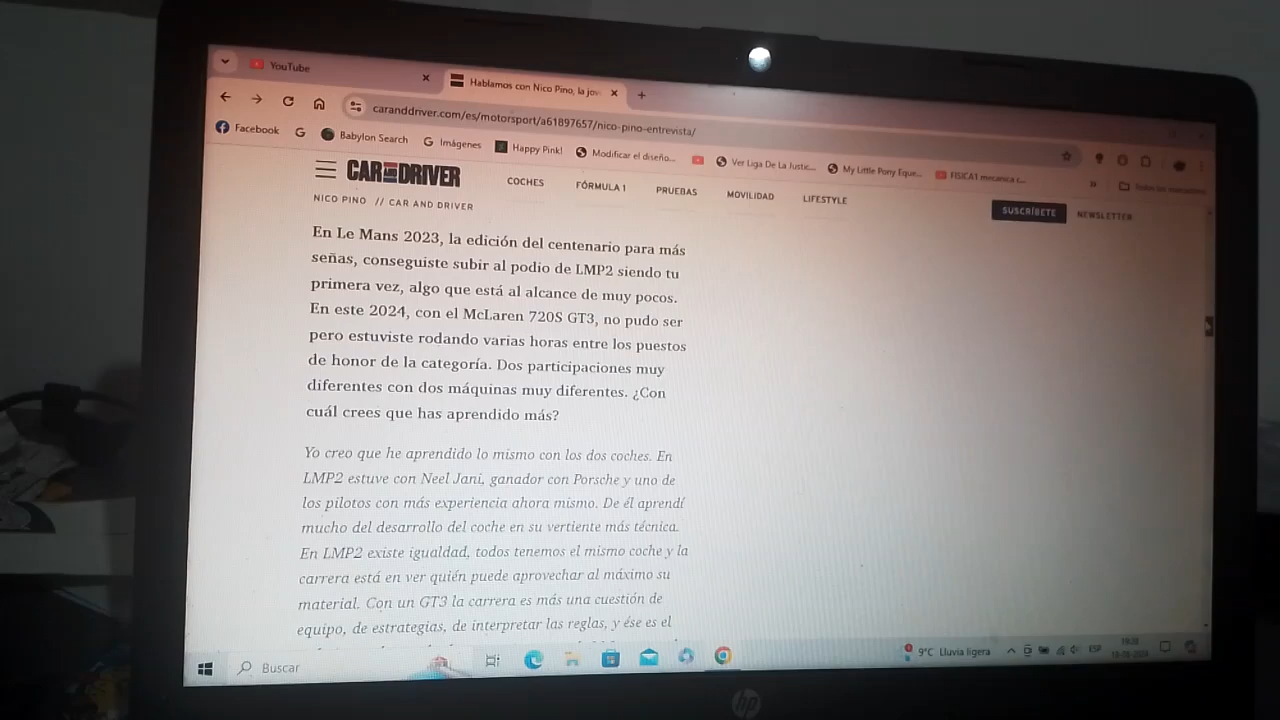 YouTube
Hablamos con Nico Pino, la jov
caranddriver.com/es/motorsport/a61897657/nico-pino-entrevista/
Facebook
Babylon Search
Imágenes
Happy Pink!
Modificar el diseño...
Ver Liga De La Justic...
My Little Pony Eque...
FISICA1 mecanica c...
Todos los marcadores
CAR AND DRIVER
COCHES
FÓRMULA 1
PRUEBAS
MOVILIDAD
LIFESTYLE
SUSCRÍBETE
NEWSLETTER
NICO PINO // CAR AND DRIVER
En Le Mans 2023, la edición del centenario para más
señas, conseguiste subir al podio de LMP2 siendo tu
primera vez, algo que está al alcance de muy pocos.
En este 2024, con el McLaren 720S GT3, no pudo ser
pero estuviste rodando varias horas entre los puestos
de honor de la categoría. Dos participaciones muy
diferentes con dos máquinas muy diferentes. ¿Con
cuál crees que has aprendido más?
Yo creo que he aprendido lo mismo con los dos coches. En
LMP2 estuve con Neel Jani, ganador con Porsche y uno de
los pilotos con más experiencia ahora mismo. De él aprendí
mucho del desarrollo del coche en su vertiente más técnica.
En LMP2 existe igualdad, todos tenemos el mismo coche y la
carrera está en ver quién puede aprovechar al máximo su
material. Con un GT3 la carrera es más una cuestión de
equipo, de estrategias, de interpretar las reglas, y ése es el
Buscar
9°C Lluvia ligera
ESP
hp